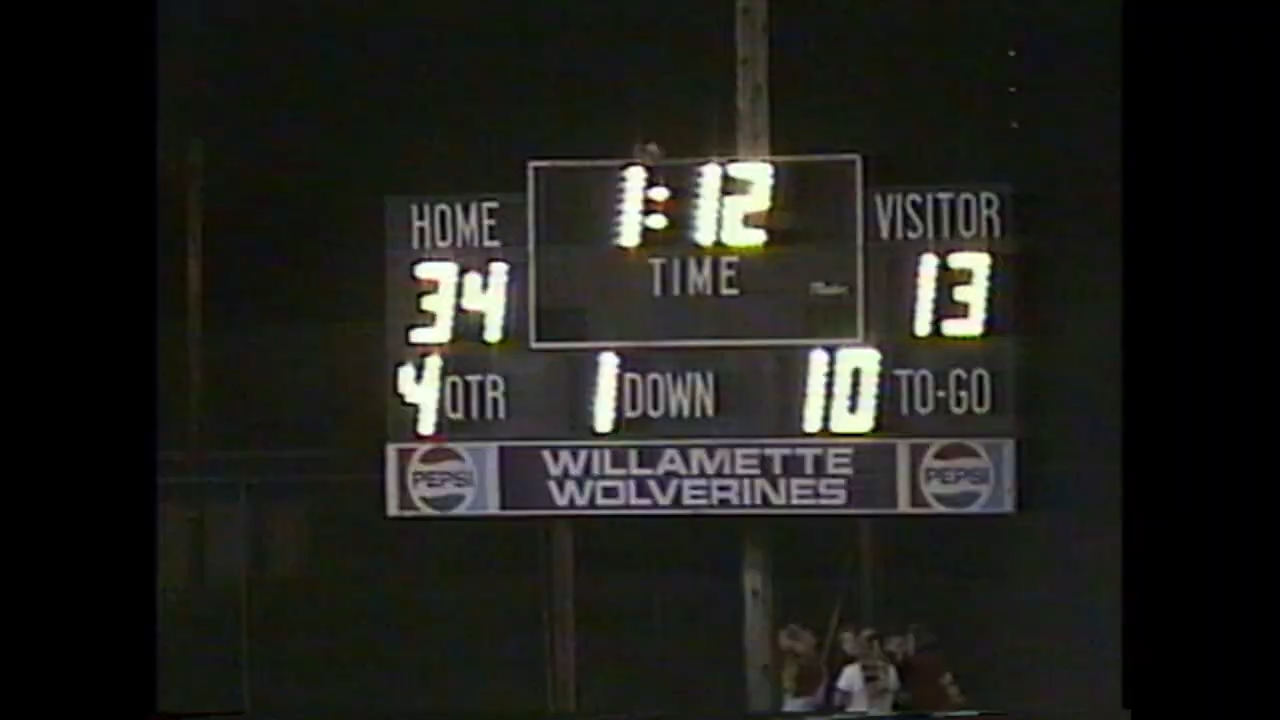 1:12
HOME
TIME
VISITOR
34
13
4 QTR
1 DOWN
10 TO-GO
PEPSI
WILLAMETTE
WOLVERINES
PEPSI